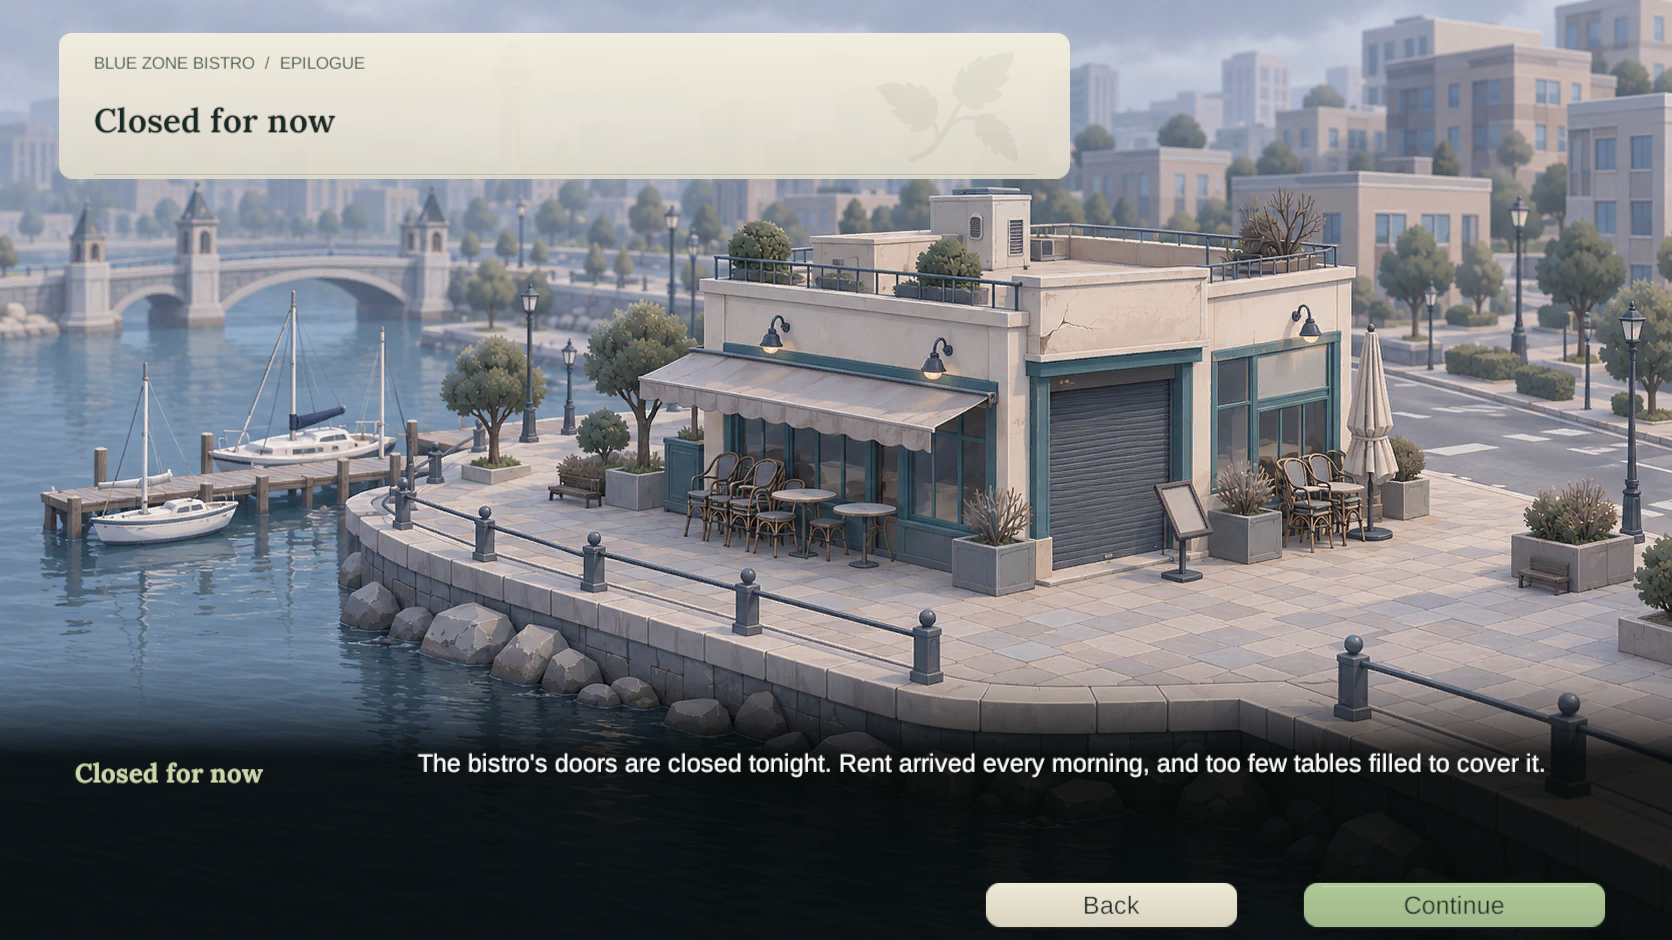 BLUE ZONE BISTRO / EPILOGUE
Closed for now
Closed for now
The bistro's doors are closed tonight. Rent arrived every morning, and too few tables filled to cover it.
Back
Continue